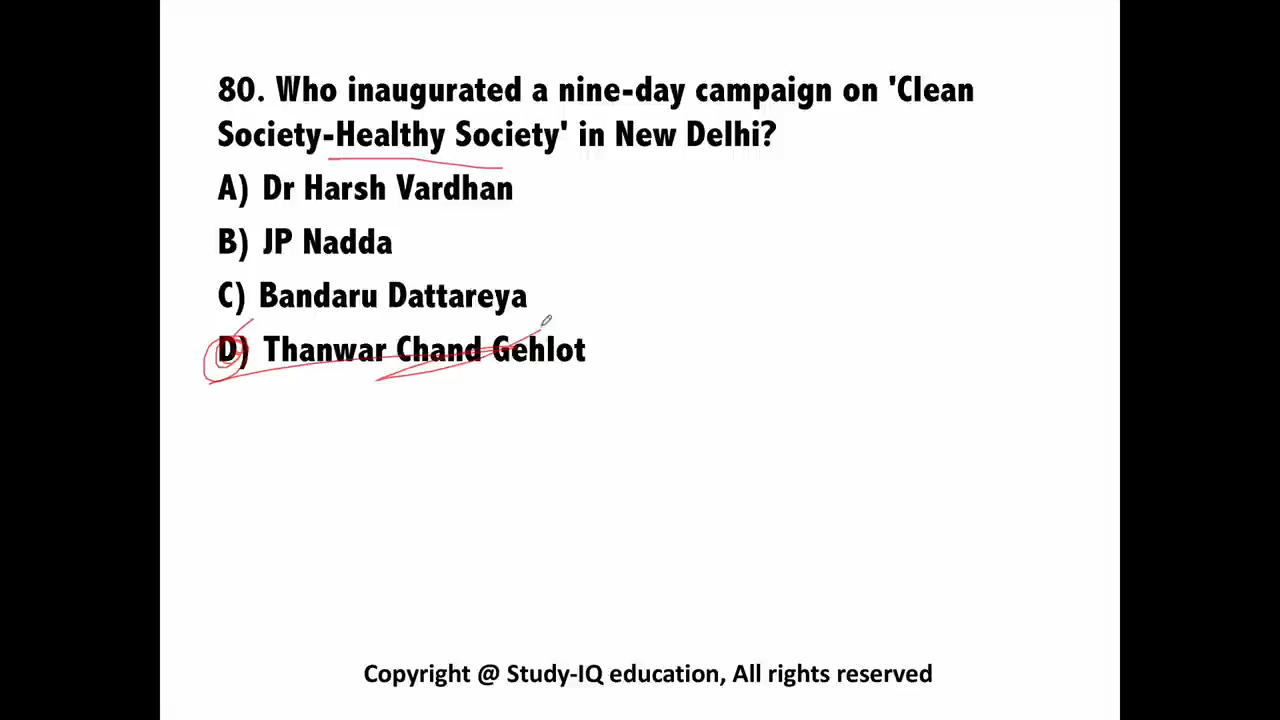 80. Who inaugurated a nine-day campaign on 'Clean
Society-Healthy Society' in New Delhi?
A) Dr Harsh Vardhan
B) JP Nadda
C) Bandaru Dattareya
D) Thanwar Chand Gehlot
Copyright @ Study-IQ education, All rights reserved